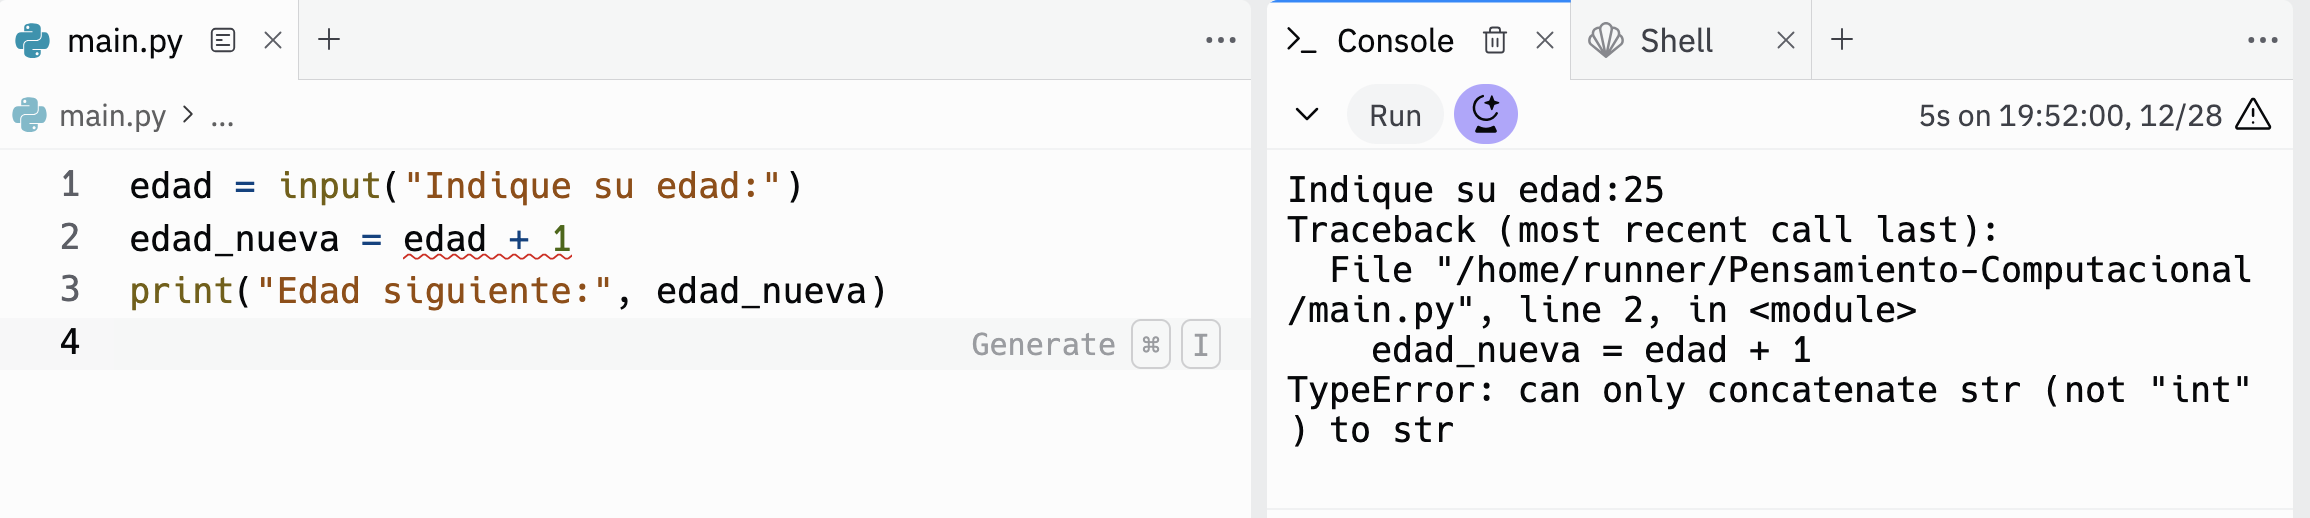 main.py
Console
Shell
main.py > ...
Run
5s on 19:52:00, 12/28
1 edad = input("Indique su edad:")
2 edad_nueva = edad + 1
3 print("Edad siguiente:", edad_nueva)
4
Generate ⌘ I
Indique su edad:25
Traceback (most recent call last):
  File "/home/runner/Pensamiento-Computacional
/main.py", line 2, in <module>
    edad_nueva = edad + 1
TypeError: can only concatenate str (not "int"
) to str